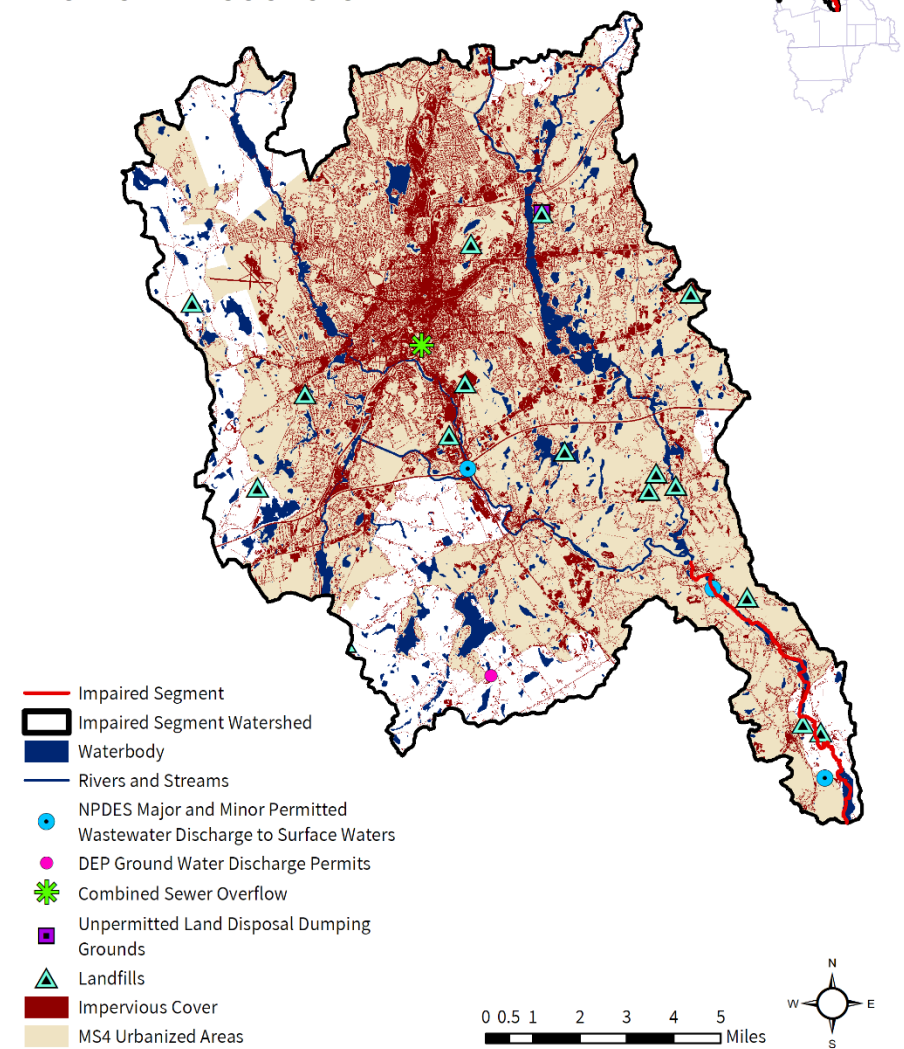 Impaired Segment
Impaired Segment Watershed
Waterbody
Rivers and Streams
NPDES Major and Minor Permitted
Wastewater Discharge to Surface Waters
DEP Ground Water Discharge Permits
Combined Sewer Overflow
Unpermitted Land Disposal Dumping
Grounds
Landfills
Impervious Cover
MS4 Urbanized Areas
0 0.5 1 2 3 4 5
Miles
N
W E
S